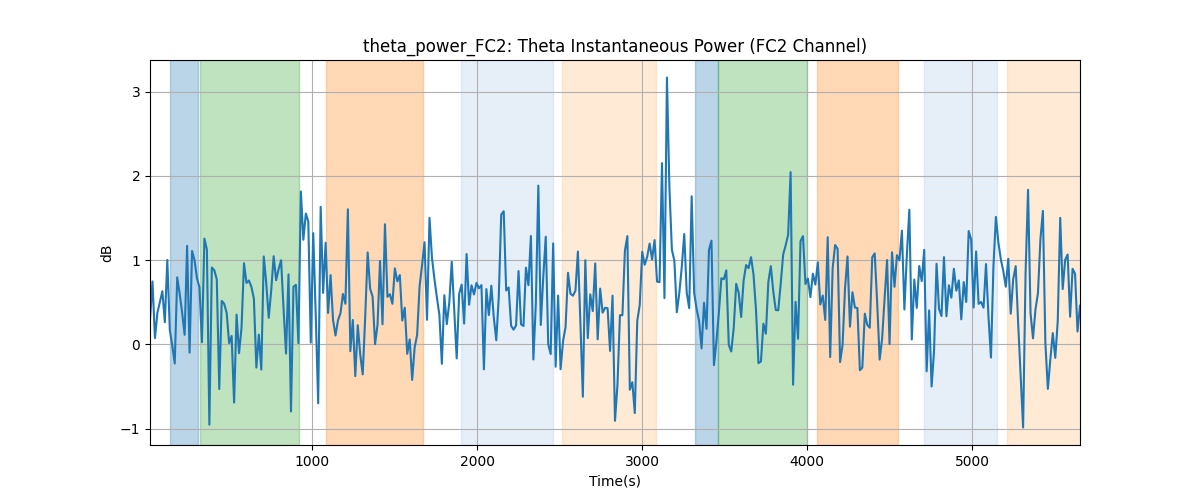 theta_power_FC2: Theta Instantaneous Power (FC2 Channel)
dB
3
2
1
0
−1
1000 2000 3000 4000 5000
Time(s)